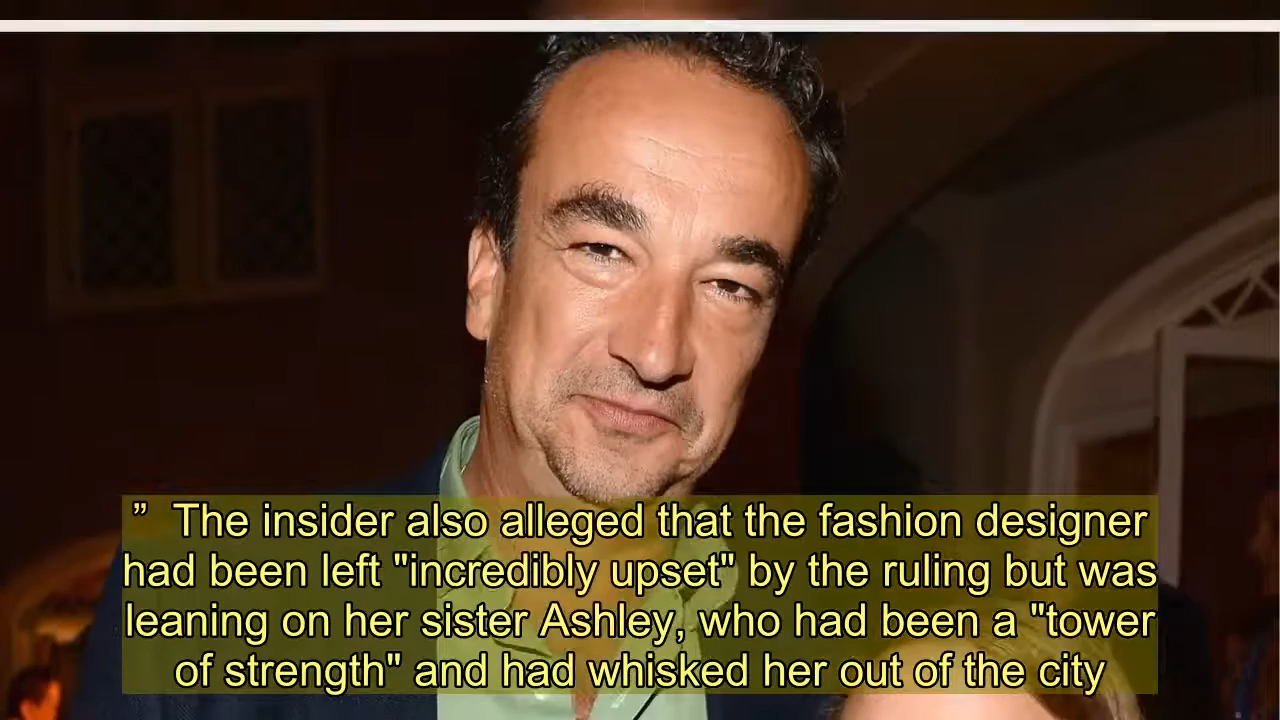 ” The insider also alleged that the fashion designer
had been left "incredibly upset" by the ruling but was
leaning on her sister Ashley, who had been a "tower
of strength" and had whisked her out of the city